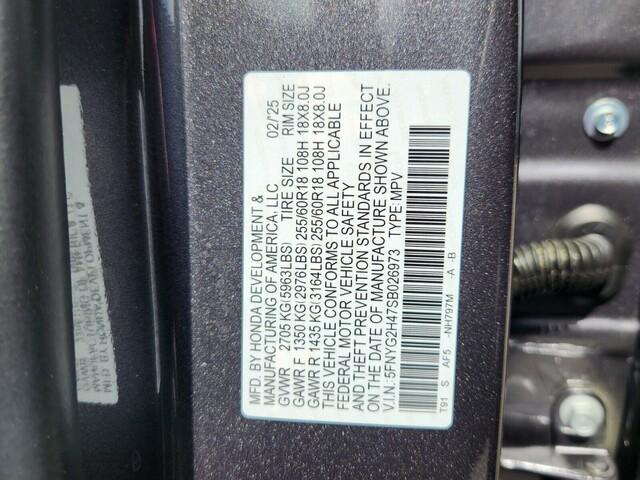 MFD. BY HONDA DEVELOPMENT &
MANUFACTURING OF AMERICA, LLC 02/'25
GVWR 2705 KG(5963LBS) TIRE SIZE RIM SIZE
GAWR F 1350 KG(2976LBS) 255/60R18 108H 18X8.0J
GAWR R 1435 KG(3164LBS) 255/60R18 108H 18X8.0J
THIS VEHICLE CONFORMS TO ALL APPLICABLE
FEDERAL MOTOR VEHICLE SAFETY
AND THEFT PREVENTION STANDARDS IN EFFECT
ON THE DATE OF MANUFACTURE SHOWN ABOVE.
V.I.N: 5FNYG2H47SB026973 TYPE: MPV
T91 S AF5 -NH797M -A -B